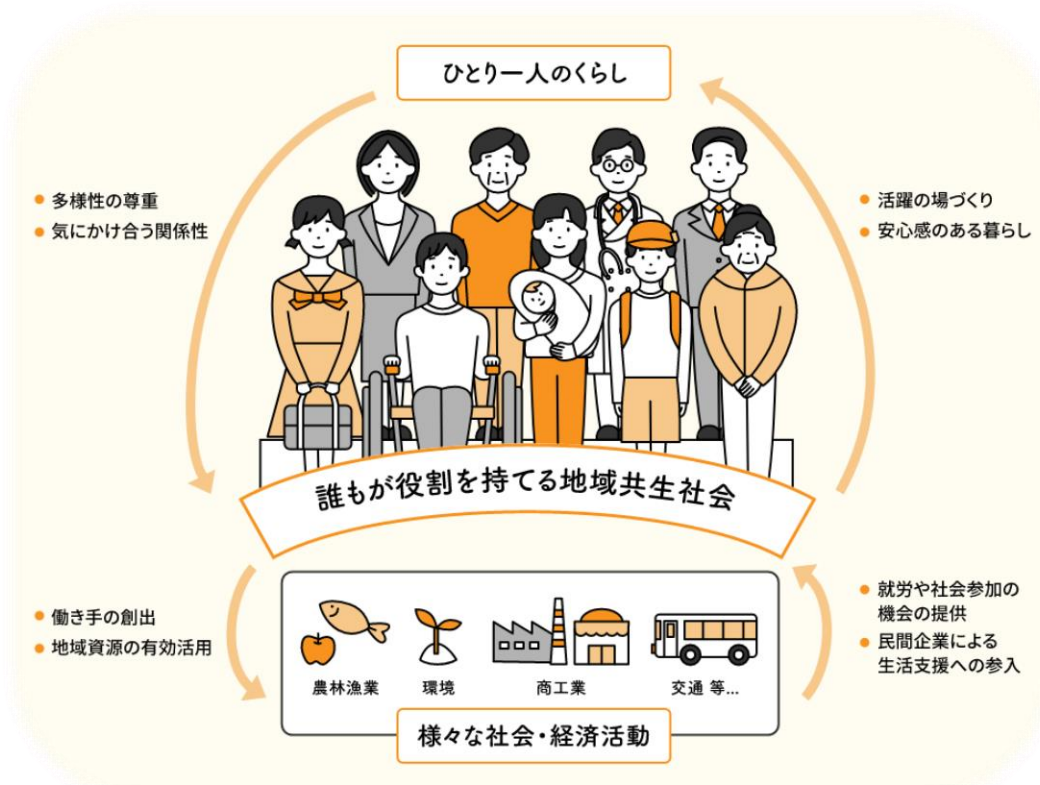 ひとり一人のくらし
多様性の尊重
気にかけ合う関係性
活躍の場づくり
安心感のある暮らし
誰もが役割を持てる地域共生社会
働き手の創出
地域資源の有効活用
就労や社会参加の
機会の提供
民間企業による
生活支援への参入
農林漁業
環境
商工業
交通 等...
様々な社会・経済活動